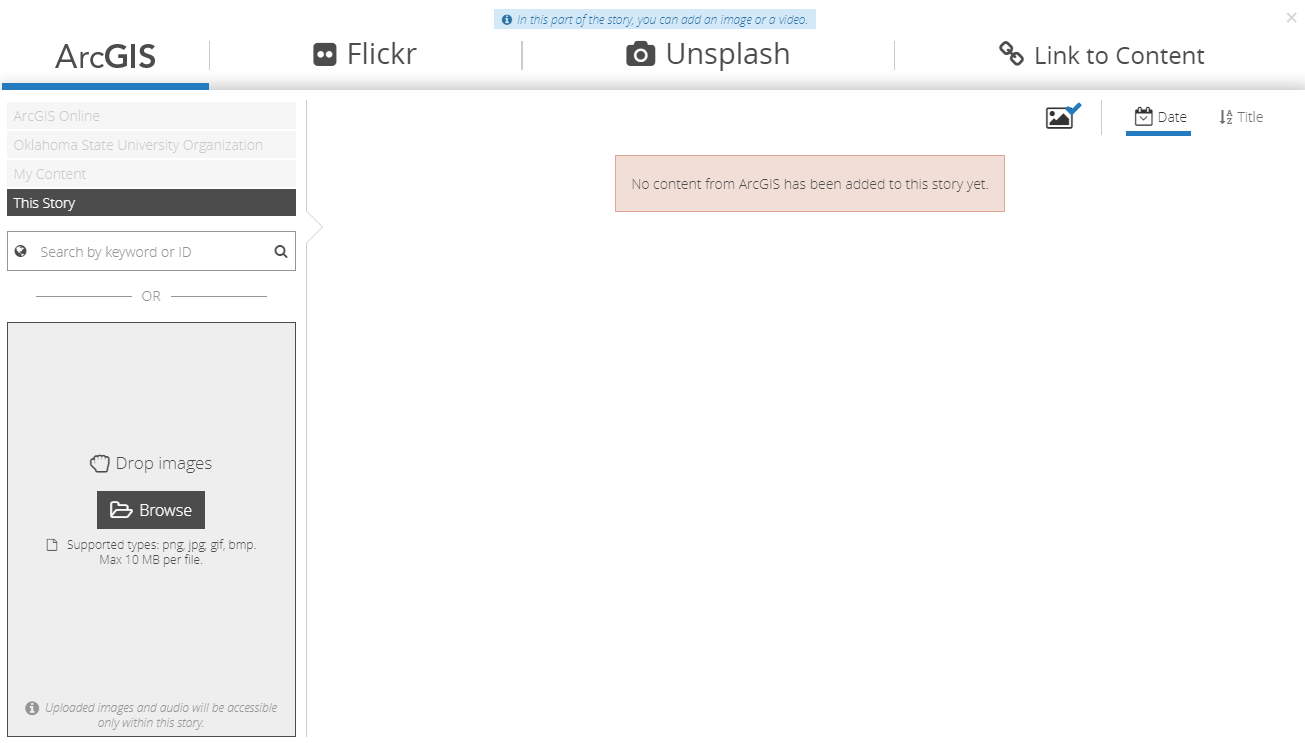 In this part of the story, you can add an image or a video.
ArcGIS
Flickr
Unsplash
Link to Content
ArcGIS Online
Oklahoma State University Organization
My Content
This Story
Search by keyword or ID
OR
Drop images
Browse
Supported types: png, jpg, gif, bmp.
Max 10 MB per file.
Uploaded images and audio will be accessible
only within this story.
Date
Title
No content from ArcGIS has been added to this story yet.